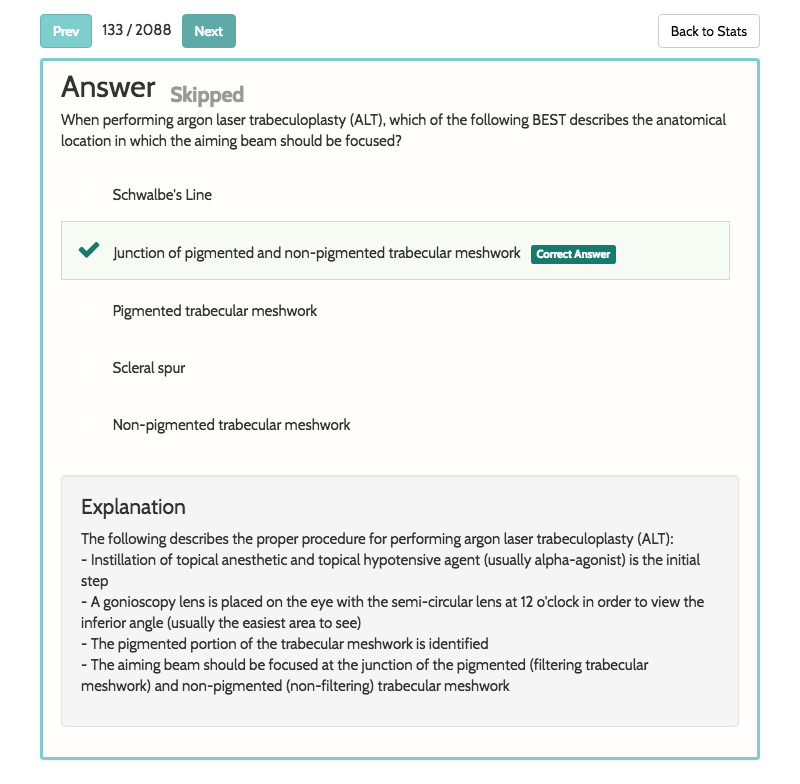 Prev 133 / 2088 Next Back to Stats
Answer Skipped
When performing argon laser trabeculoplasty (ALT), which of the following BEST describes the anatomical
location in which the aiming beam should be focused?
Schwalbe's Line
Junction of pigmented and non-pigmented trabecular meshwork Correct Answer
Pigmented trabecular meshwork
Scleral spur
Non-pigmented trabecular meshwork
Explanation
The following describes the proper procedure for performing argon laser trabeculoplasty (ALT):
- Instillation of topical anesthetic and topical hypotensive agent (usually alpha-agonist) is the initial
step
- A gonioscopy lens is placed on the eye with the semi-circular lens at 12 o'clock in order to view the
inferior angle (usually the easiest area to see)
- The pigmented portion of the trabecular meshwork is identified
- The aiming beam should be focused at the junction of the pigmented (filtering trabecular
meshwork) and non-pigmented (non-filtering) trabecular meshwork